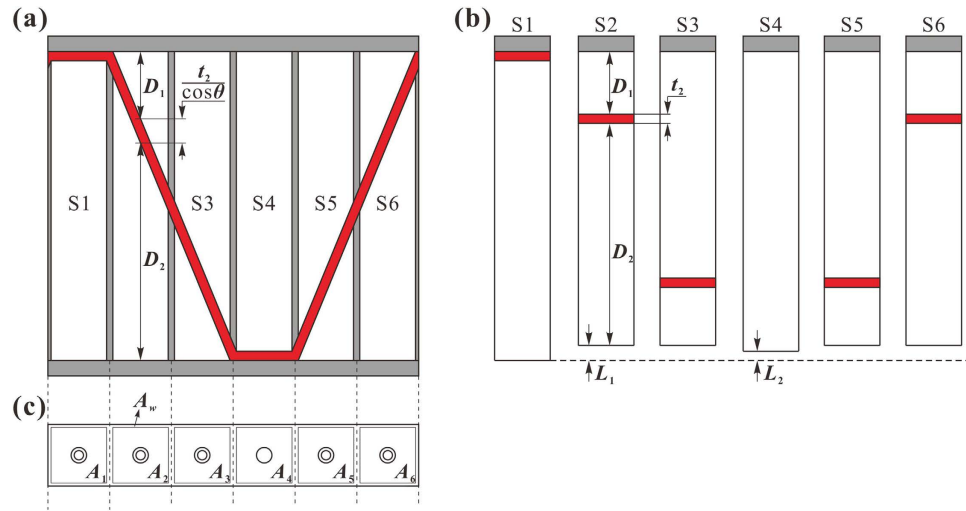 (a)
D₁
t₂
cosθ
S1
S3
S4
S5
S6
D₂
(b)
S1
S2
S3
S4
S5
S6
D₁
t₂
D₂
L₁
L₂
(c)
A_w
A₁
A₂
A₃
A₄
A₅
A₆